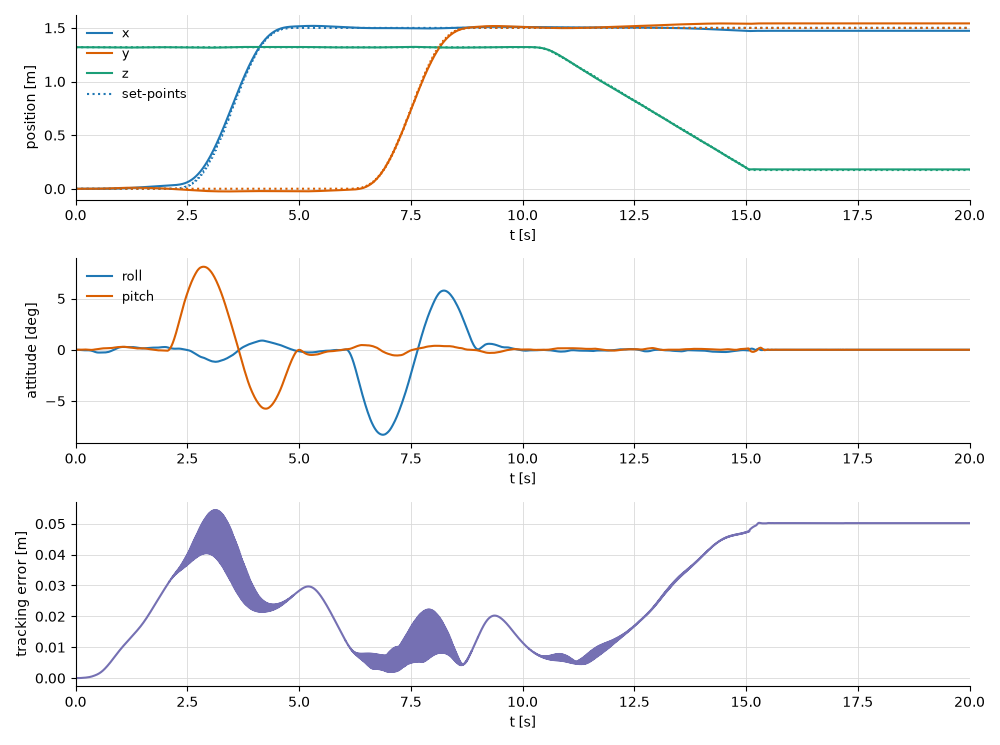 position [m]
1.5
1.0
0.5
0.0
x
y
z
set-points
0.0 2.5 5.0 7.5 10.0 12.5 15.0 17.5 20.0
t [s]
attitude [deg]
5
0
−5
roll
pitch
0.0 2.5 5.0 7.5 10.0 12.5 15.0 17.5 20.0
t [s]
tracking error [m]
0.05
0.04
0.03
0.02
0.01
0.00
0.0 2.5 5.0 7.5 10.0 12.5 15.0 17.5 20.0
t [s]